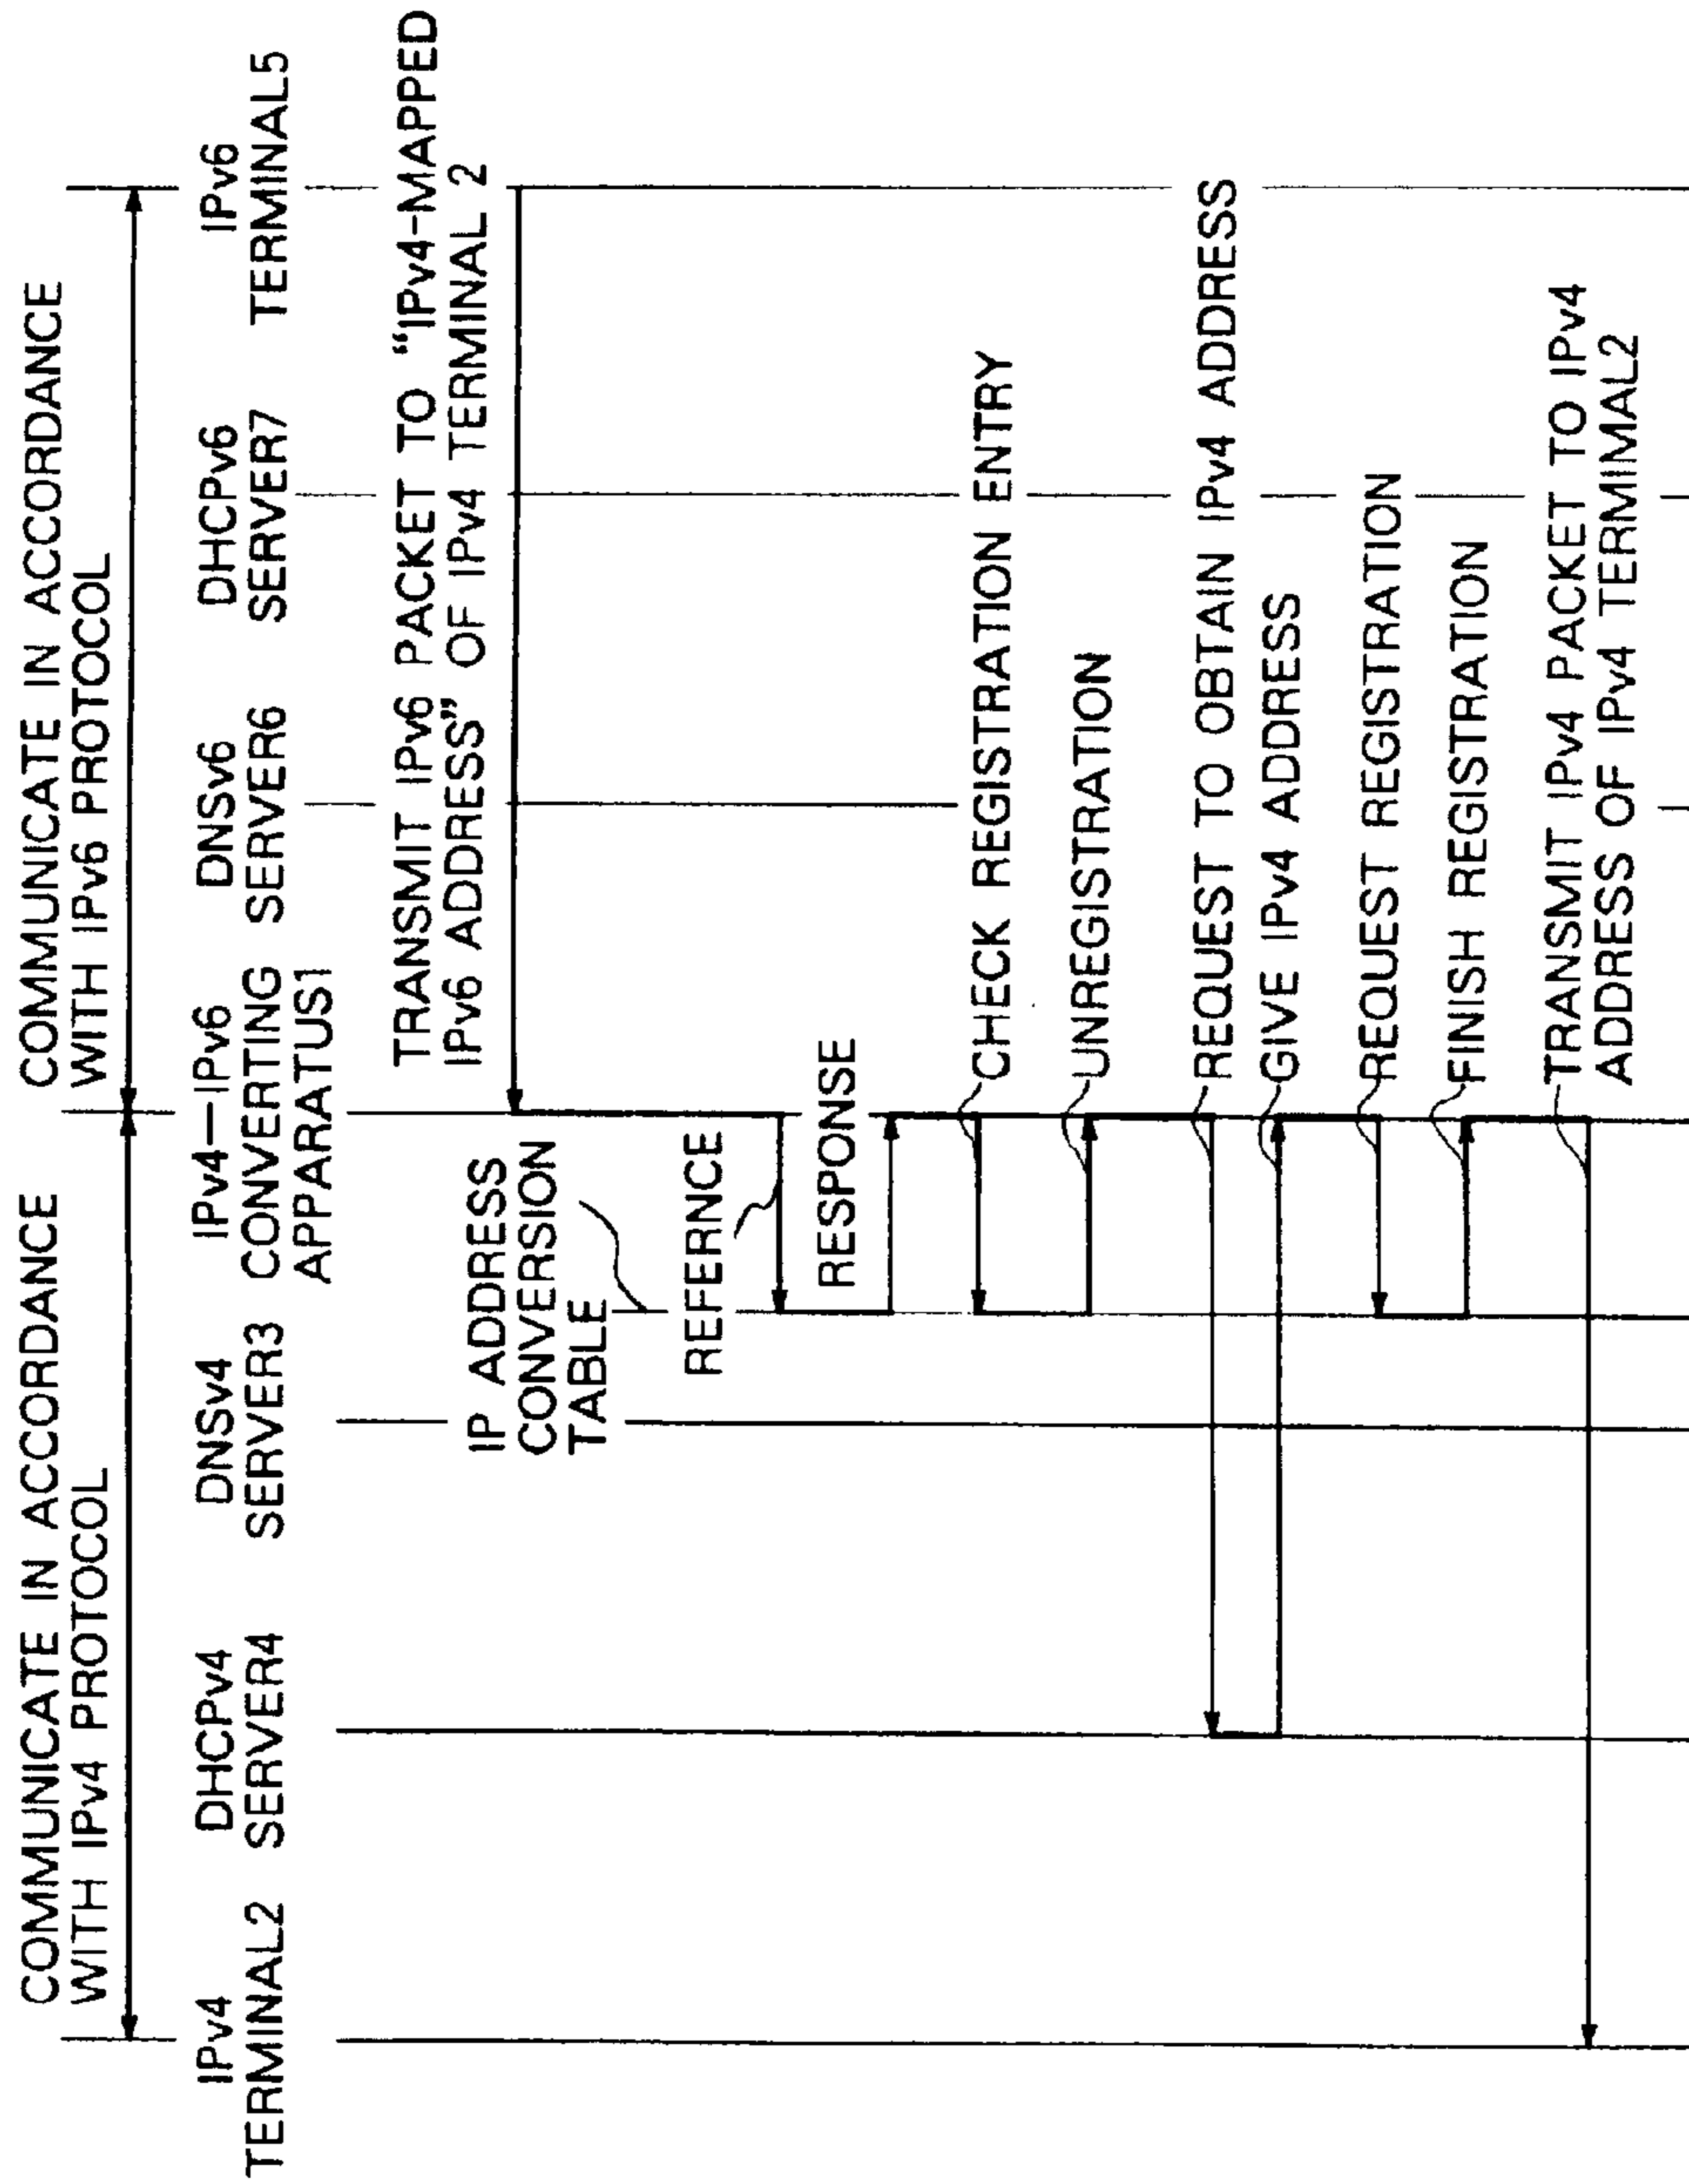 COMMUNICATE IN ACCORDANCE
WITH IPv4 PROTOCOL
COMMUNICATE IN ACCORDANCE
WITH IPv6 PROTOCOL
IPv4
TERMINAL2
DHCPv4
SERVER4
DNSv4
SERVER3
IPv4-IPv6
CONVERTING
APPARATUS1
DNSv6
SERVER6
DHCPv6
SERVER7
IPv6
TERMINAL5
TRANSMIT IPv6 PACKET TO "IPv4-MAPPED
IPv6 ADDRESS" OF IPv4 TERMINAL 2
IP ADDRESS
CONVERSION
TABLE
REFERNCE
RESPONSE
CHECK REGISTRATION ENTRY
UNREGISTRATION
REQUEST TO OBTAIN IPv4 ADDRESS
GIVE IPv4 ADDRESS
REQUEST REGISTRATION
FINISH REGISTRATION
TRANSMIT IPv4 PACKET TO IPv4
ADDRESS OF IPv4 TERMIMAL2